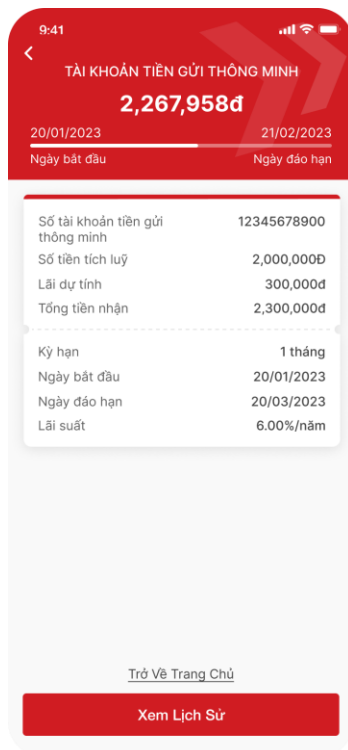 9:41
TÀI KHOẢN TIỀN GỬI THÔNG MINH
2,267,958đ
20/01/2023 21/02/2023
Ngày bắt đầu Ngày đáo hạn
Số tài khoản tiền gửi 12345678900
thông minh
Số tiền tích luỹ 2,000,000Đ
Lãi dự tính 300,000đ
Tổng tiền nhận 2,300,000đ
Kỳ hạn 1 tháng
Ngày bắt đầu 20/01/2023
Ngày đáo hạn 20/03/2023
Lãi suất 6.00%/năm
Trở Về Trang Chủ
Xem Lịch Sử